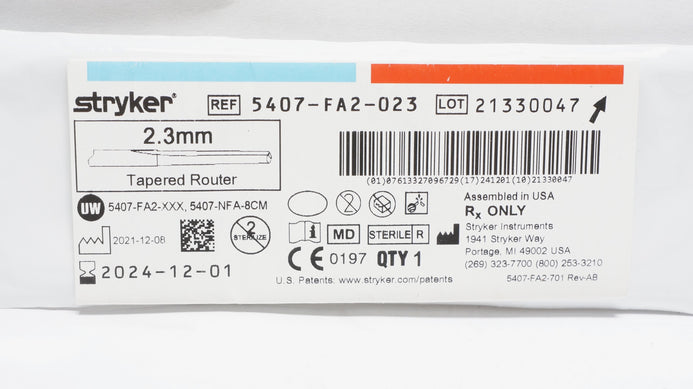 stryker®
REF 5407-FA2-023 LOT 21330047
2.3mm
Tapered Router
(01)07613327096729(17)241201(10)21330047
UW 5407-FA2-XXX, 5407-NFA-8CM
2021-12-08
2024-12-01
2
2
STERILIZE
i MD STERILE R
CE 0197 QTY 1
Assembled in USA
Rx ONLY
Stryker Instruments
1941 Stryker Way
Portage, MI 49002 USA
(269) 323-7700 (800) 253-3210
U.S. Patents: www.stryker.com/patents
5407-FA2-701 Rev-AB